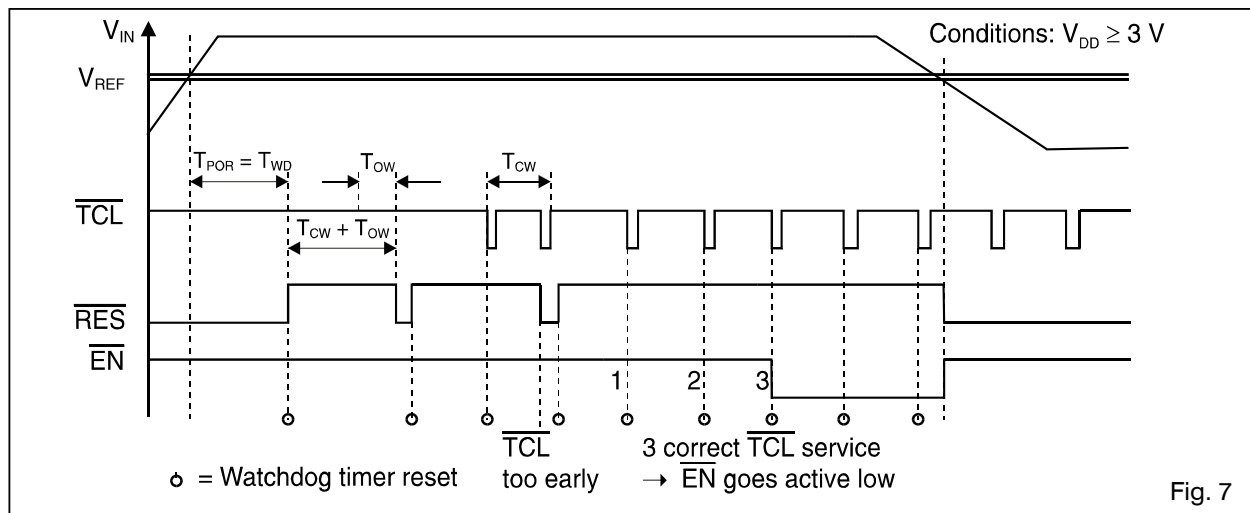 V_IN
Conditions: V_DD ≥ 3 V
V_REF
T_POR = T_WD
T_OW
T_CW
TCL
T_CW + T_OW
RES
EN
1
2
3
TCL
too early
3 correct TCL service
→ EN goes active low
= Watchdog timer reset
Fig. 7